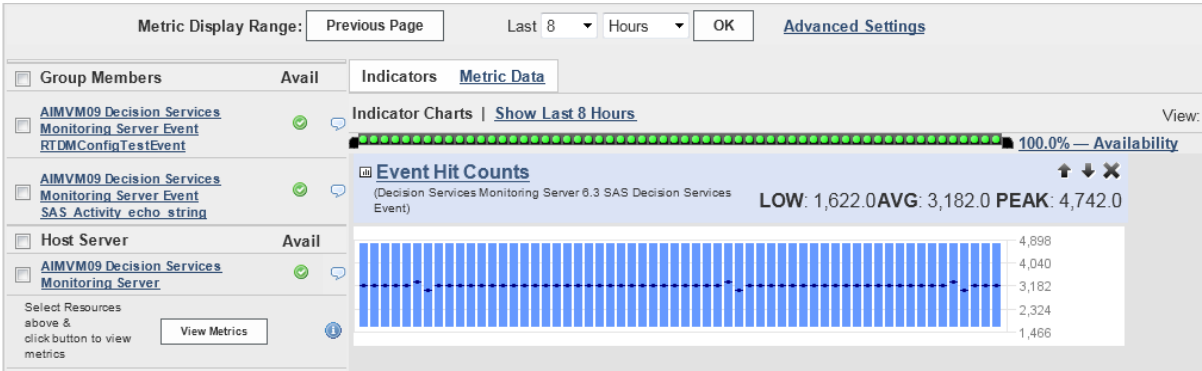 Metric Display Range: Previous Page Last 8 Hours OK Advanced Settings
Group Members Avail
AIMVM09 Decision Services
Monitoring Server Event
RTDMConfigTestEvent
AIMVM09 Decision Services
Monitoring Server Event
SAS_Activity_echo_string
Host Server Avail
AIMVM09 Decision Services
Monitoring Server
Select Resources
above &
click button to view
metrics
View Metrics
Indicators Metric Data
Indicator Charts | Show Last 8 Hours View:
100.0% — Availability
Event Hit Counts
(Decision Services Monitoring Server 6.3 SAS Decision Services
Event)
LOW: 1,622.0AVG: 3,182.0 PEAK: 4,742.0
4,898
4,040
3,182
2,324
1,466